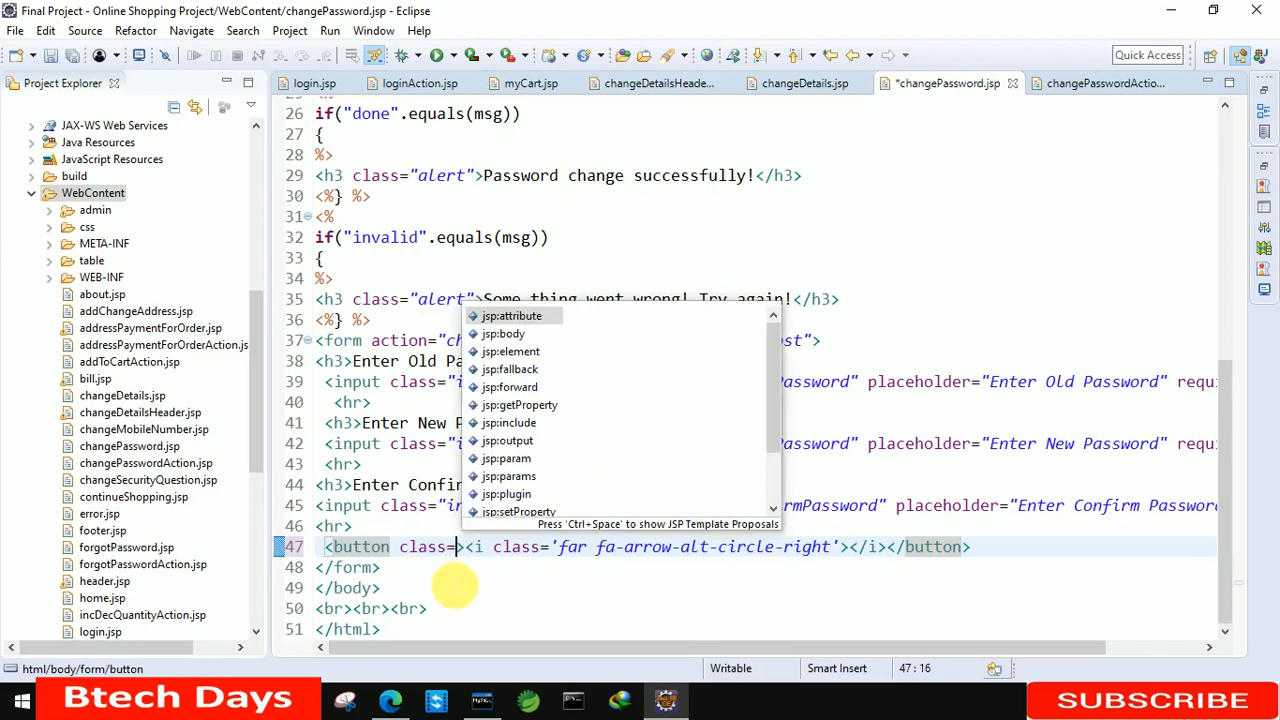 Final Project - Online Shopping Project/WebContent/changePassword.jsp - Eclipse
File Edit Source Refactor Navigate Search Project Run Window Help
Quick Access
Project Explorer
login.jsp loginAction.jsp myCart.jsp changeDetailsHeade... changeDetails.jsp *changePassword.jsp changePasswordActio...
JAX-WS Web Services
Java Resources
JavaScript Resources
build
WebContent
admin
css
META-INF
table
WEB-INF
about.jsp
addChangeAddress.jsp
addressPaymentForOrder.jsp
addressPaymentForOrderAction.js
addToCartAction.jsp
bill.jsp
changeDetails.jsp
changeDetailsHeader.jsp
changeMobileNumber.jsp
changePassword.jsp
changePasswordAction.jsp
changeSecurityQuestion.jsp
continueShopping.jsp
error.jsp
footer.jsp
forgotPassword.jsp
forgotPasswordAction.jsp
header.jsp
home.jsp
incDecQuantityAction.jsp
login.jsp
26 if("done".equals(msg))
27 {
28 %>
29 <h3 class="alert">Password change successfully!</h3>
30 <%} %>
31 <%
32 if("invalid".equals(msg))
33 {
34 %>
35 <h3 class="alert">Some thing went wrong! Try again!</h3>
36 <%} %>
37 <form action="ch ost">
38 <h3>Enter Old Pa
39 <input class="i Password" placeholder="Enter Old Password" requi
40 <hr>
41 <h3>Enter New P
42 <input class="i Password" placeholder="Enter New Password" requi
43 <hr>
44 <h3>Enter Confir
45 <input class="in rmPassword" placeholder="Enter Confirm Password"
46 <hr>
47 <button class=><i class='far fa-arrow-alt-circle-right'></i></button>
48 </form>
49 </body>
50 <br><br><br>
51 </html>
jsp:attribute
jsp:body
jsp:element
jsp:fallback
jsp:forward
jsp:getProperty
jsp:include
jsp:output
jsp:param
jsp:params
jsp:plugin
jsp:setProperty
Press 'Ctrl+Space' to show JSP Template Proposals
html/body/form/button Writable Smart Insert 47 : 16
Btech Days
SUBSCRIBE